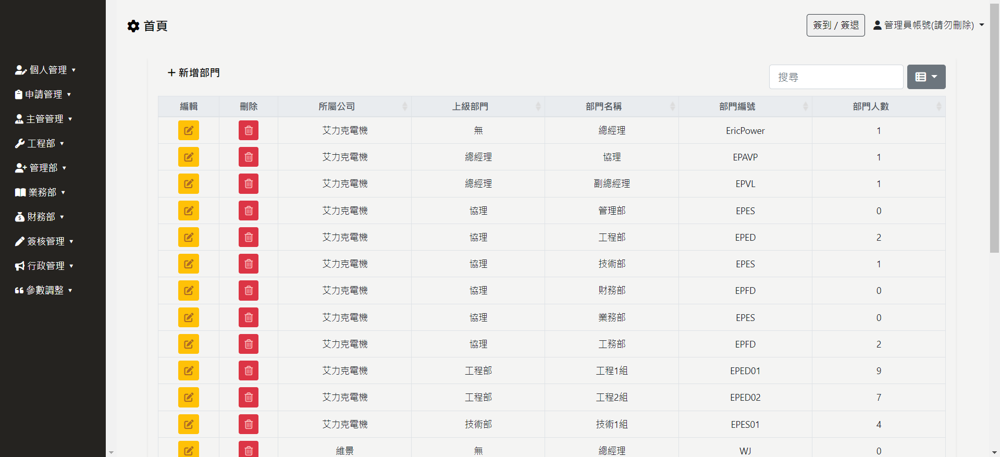 首頁
簽到 / 簽退
管理員帳號(請勿刪除)
個人管理
申請管理
主管管理
工程部
管理部
業務部
財務部
簽核管理
行政管理
參數調整
新增部門
搜尋
編輯 刪除 所屬公司 上級部門 部門名稱 部門編號 部門人數
艾力克電機 無 總經理 EricPower 1
艾力克電機 總經理 協理 EPAVP 1
艾力克電機 總經理 副總經理 EPVL 1
艾力克電機 協理 管理部 EPES 0
艾力克電機 協理 工程部 EPED 2
艾力克電機 協理 技術部 EPES 1
艾力克電機 協理 財務部 EPFD 0
艾力克電機 協理 業務部 EPES 0
艾力克電機 協理 工務部 EPFD 2
艾力克電機 工程部 工程1組 EPED01 9
艾力克電機 工程部 工程2組 EPED02 7
艾力克電機 技術部 技術1組 EPES01 4
維景 無 總經理 WJ 0